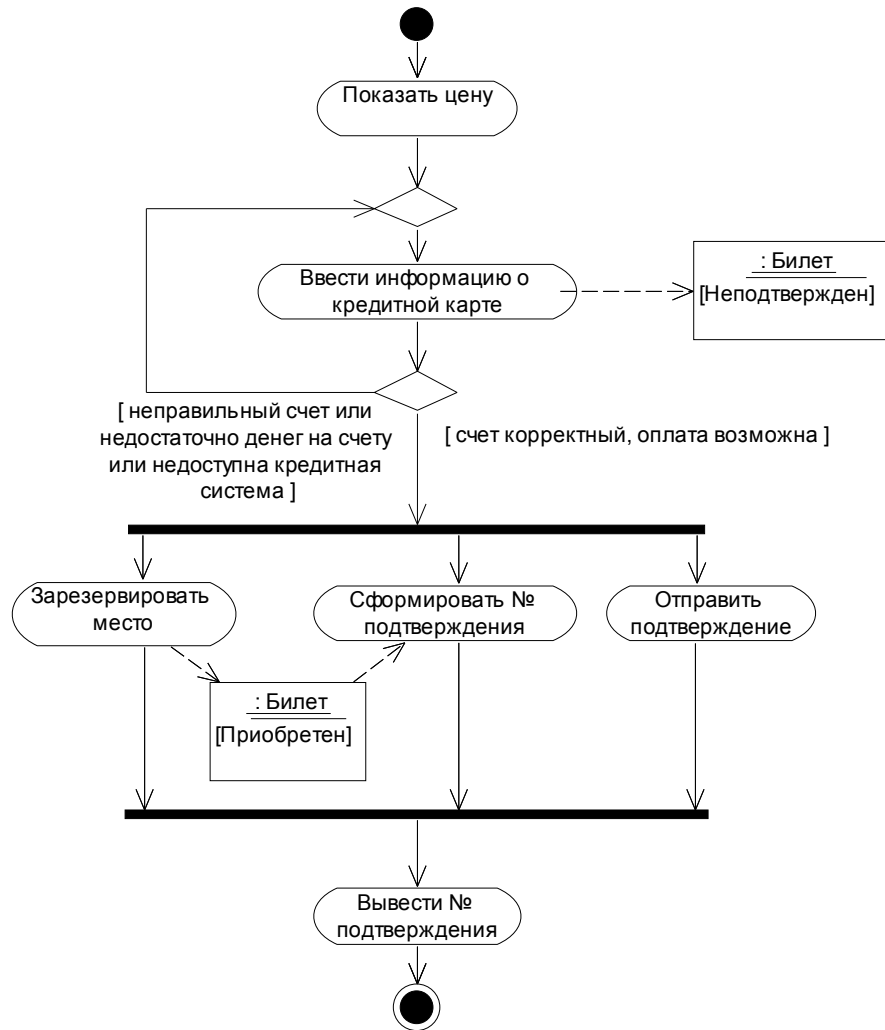 Показать цену
Ввести информацию о
кредитной карте
: Билет
[Неподтвержден]
[ неправильный счет или
недостаточно денег на счету
или недоступна кредитная
система ]
[ счет корректный, оплата возможна ]
Зарезервировать
место
Сформировать №
подтверждения
Отправить
подтверждение
: Билет
[Приобретен]
Вывести №
подтверждения